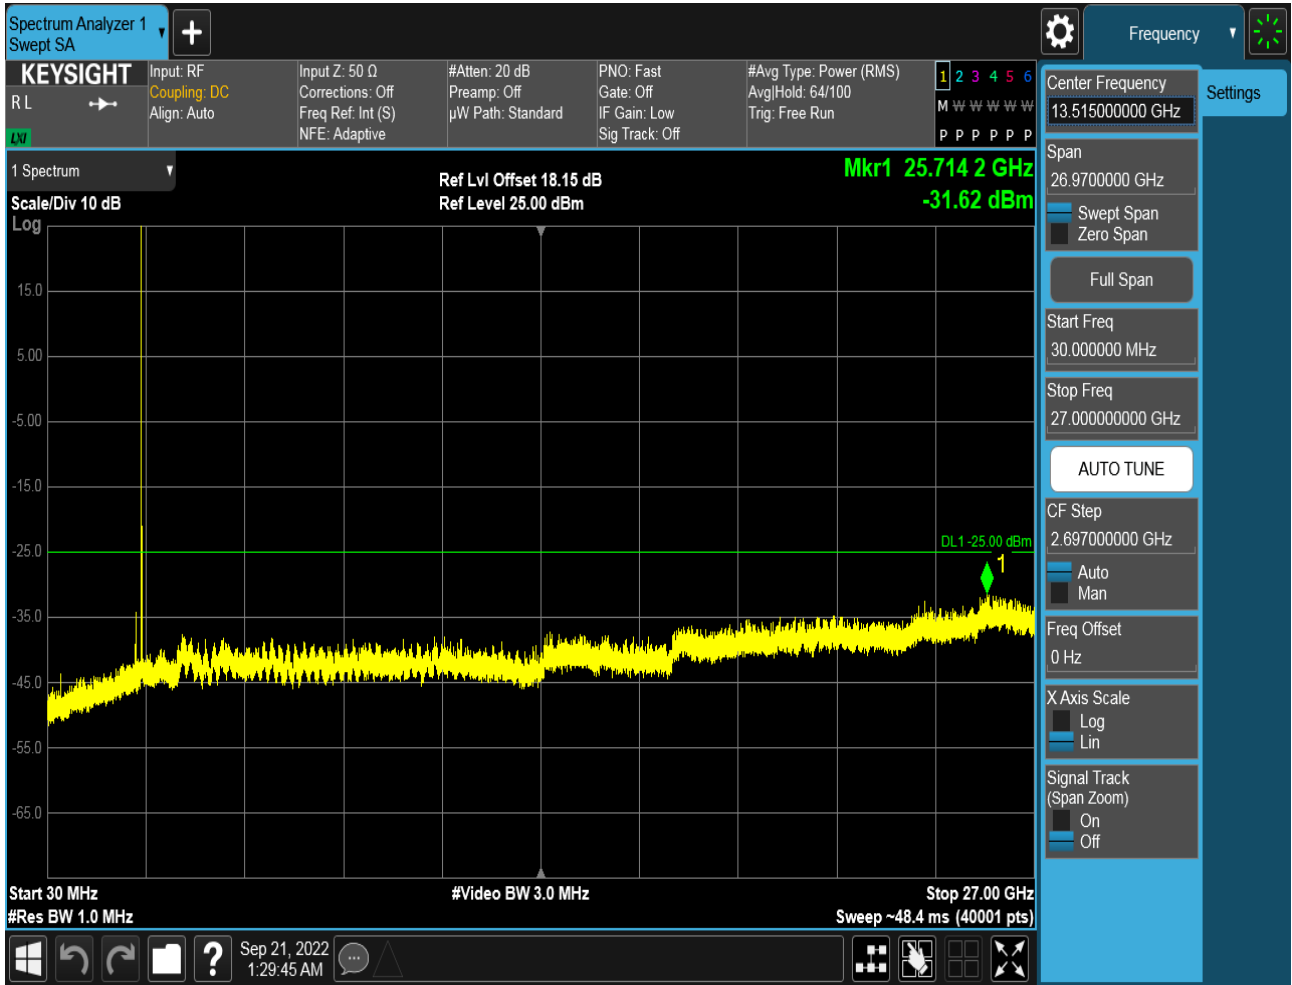 Spectrum Analyzer 1
Swept SA
Frequency
KEYSIGHT
R L
LXI
Input: RF
Coupling: DC
Align: Auto
Input Z: 50 Ω
Corrections: Off
Freq Ref: Int (S)
NFE: Adaptive
#Atten: 20 dB
Preamp: Off
µW Path: Standard
PNO: Fast
Gate: Off
IF Gain: Low
Sig Track: Off
#Avg Type: Power (RMS)
Avg|Hold: 64/100
Trig: Free Run
1 2 3 4 5 6
M W W W W W
P P P P P P
1 Spectrum
Scale/Div 10 dB
Log
Ref Lvl Offset 18.15 dB
Ref Level 25.00 dBm
Mkr1 25.714 2 GHz
-31.62 dBm
15.0
5.00
-5.00
-15.0
-25.0
-35.0
-45.0
-55.0
-65.0
DL1 -25.00 dBm
1
Start 30 MHz
#Res BW 1.0 MHz
#Video BW 3.0 MHz
Stop 27.00 GHz
Sweep ~48.4 ms (40001 pts)
Center Frequency
13.515000000 GHz
Span
26.9700000 GHz
Swept Span
Zero Span
Full Span
Start Freq
30.000000 MHz
Stop Freq
27.000000000 GHz
AUTO TUNE
CF Step
2.697000000 GHz
Auto
Man
Freq Offset
0 Hz
X Axis Scale
Log
Lin
Signal Track
(Span Zoom)
On
Off
Settings
?
Sep 21, 2022
1:29:45 AM